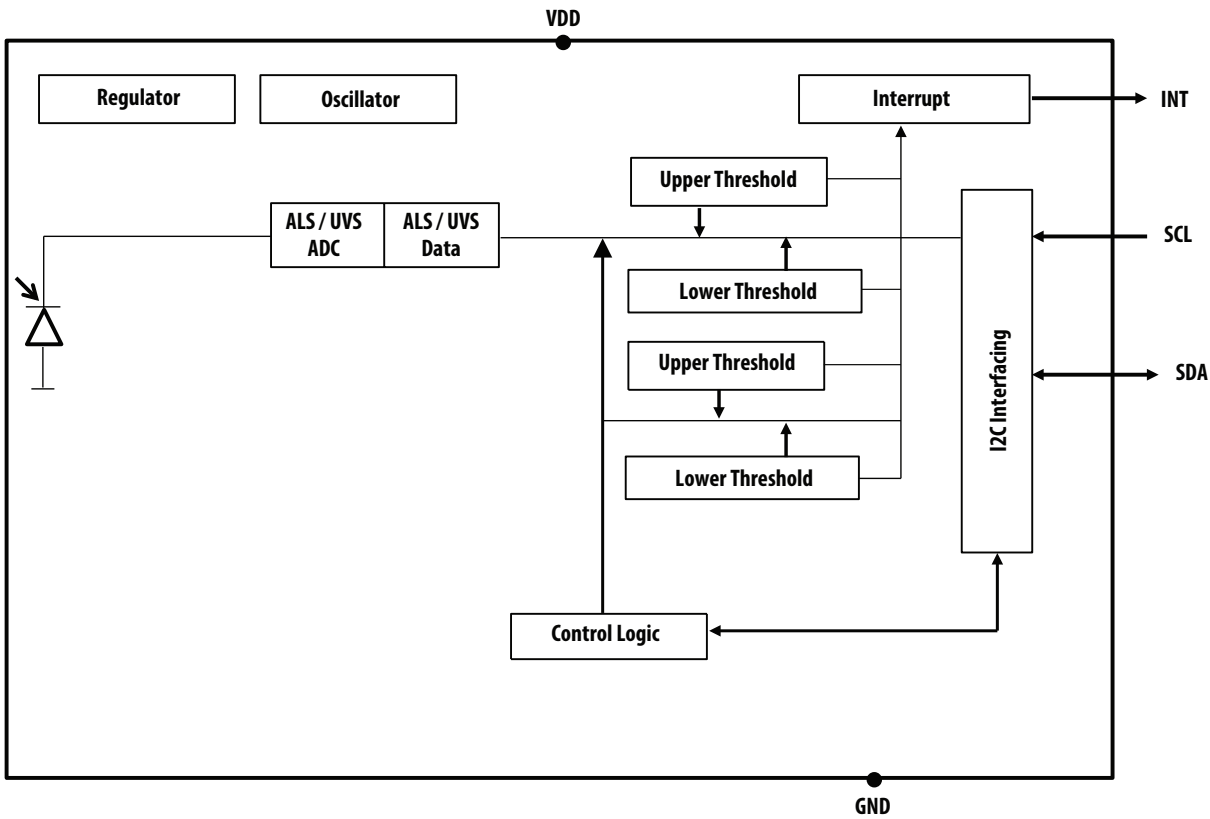 VDD
Regulator
Oscillator
Interrupt
INT
Upper Threshold
ALS / UVS
ADC
ALS / UVS
Data
SCL
Lower Threshold
Upper Threshold
I2C Interfacing
SDA
Lower Threshold
Control Logic
GND